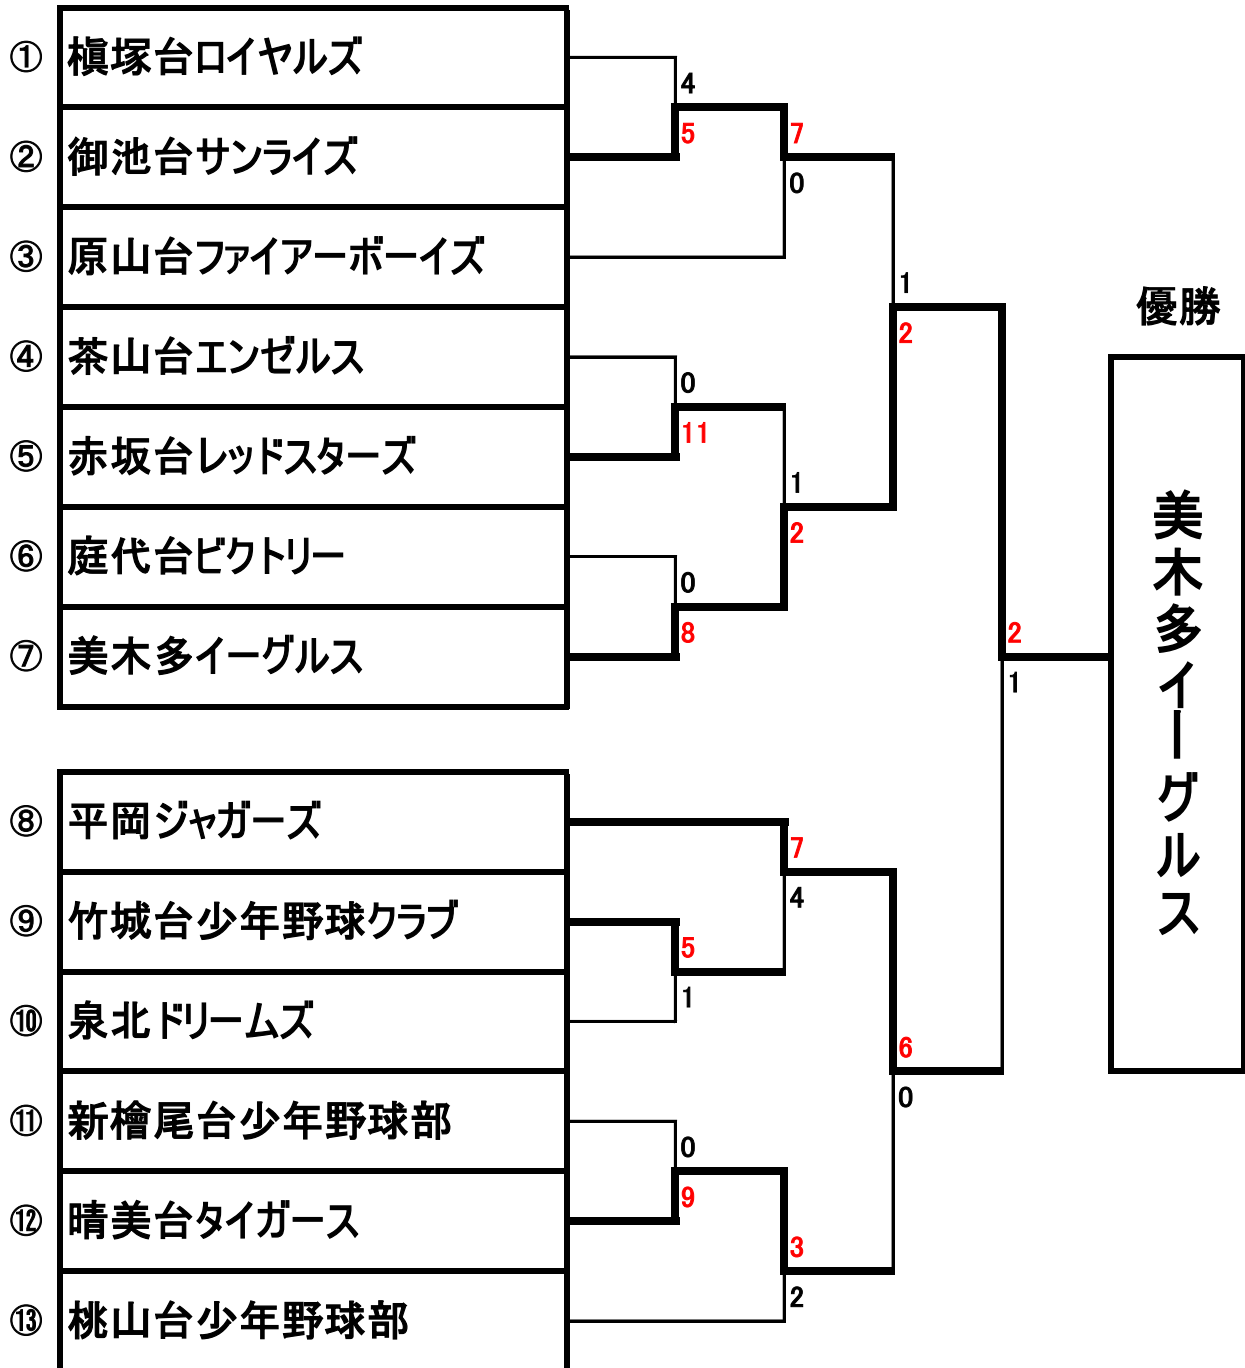 ① 槇塚台ロイヤルズ
4
5
7
② 御池台サンライズ
0
③ 原山台ファイアーボーイズ
1
2
優勝
④ 茶山台エンゼルス
0
11
⑤ 赤坂台レッドスターズ
1
2
⑥ 庭代台ビクトリー
0
8
⑦ 美木多イーグルス
2
1
美木多イーグルス
⑧ 平岡ジャガーズ
7
4
⑨ 竹城台少年野球クラブ
5
1
⑩ 泉北ドリームズ
6
0
⑪ 新檜尾台少年野球部
0
9
⑫ 晴美台タイガース
3
2
⑬ 桃山台少年野球部